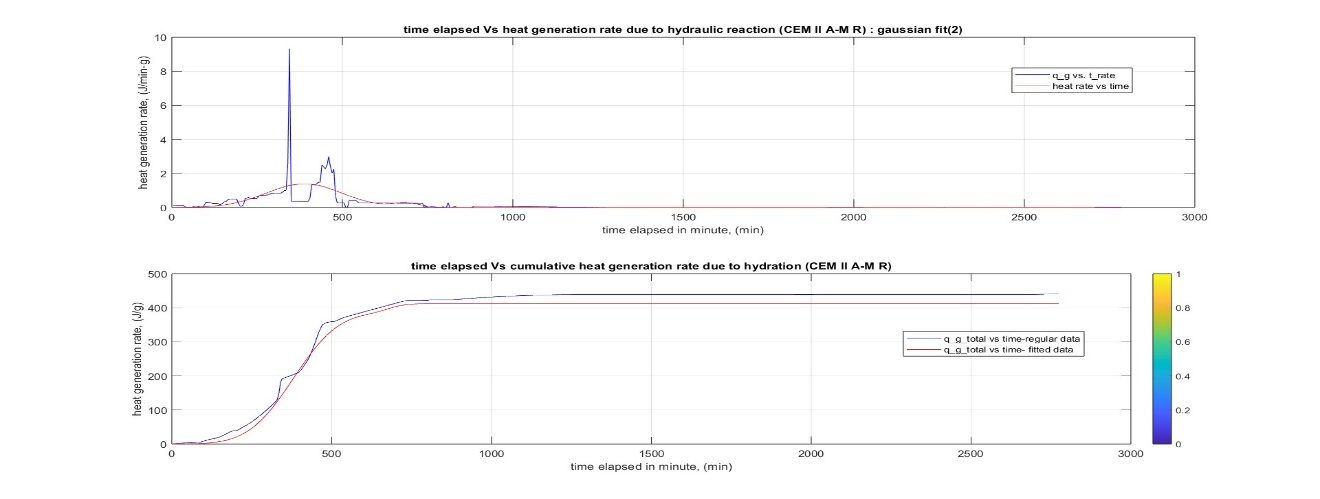 time elapsed Vs heat generation rate due to hydraulic reaction (CEM II A-M R) : gaussian fit(2)
heat generation rate, (J/min-g)
10
8
6
4
2
0
q_g vs. t_rate
heat rate vs time
0 500 1000 1500 2000 2500 3000
time elapsed in minute, (min)
time elapsed Vs cumulative heat generation rate due to hydration (CEM II A-M R)
heat generation rate, (J/g)
500
400
300
200
100
0
q_g_total vs time-regular data
q_g_total vs time- fitted data
1
0.8
0.6
0.4
0.2
0
0 500 1000 1500 2000 2500 3000
time elapsed in minute, (min)